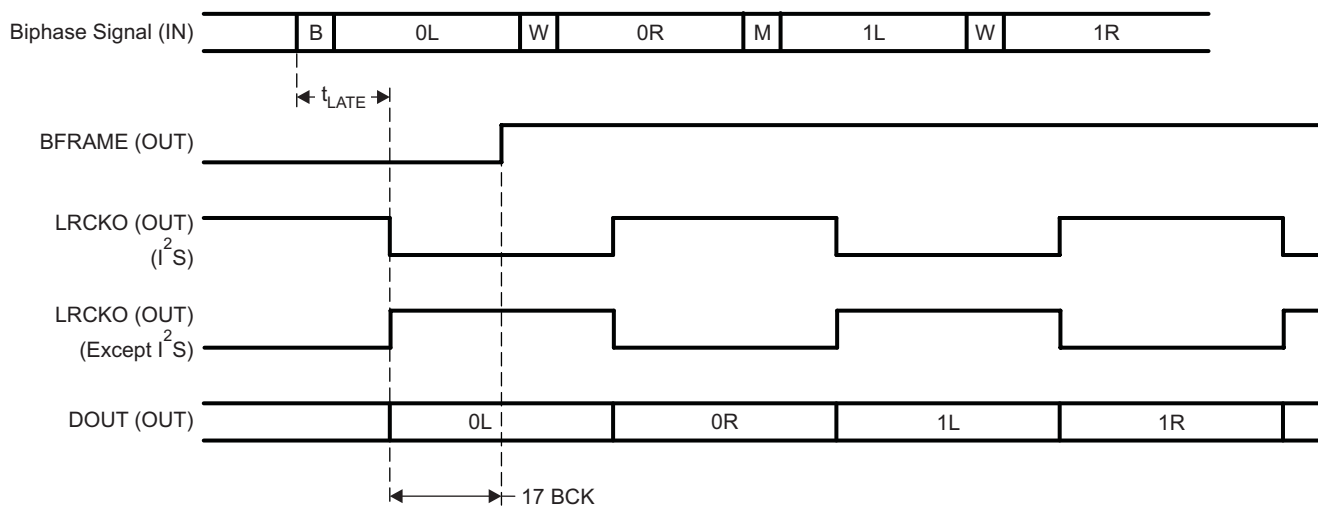 Biphase Signal (IN) B 0L W 0R M 1L W 1R
tLATE
BFRAME (OUT)
LRCKO (OUT)
(I2S)
LRCKO (OUT)
(Except I2S)
DOUT (OUT) 0L 0R 1L 1R
17 BCK